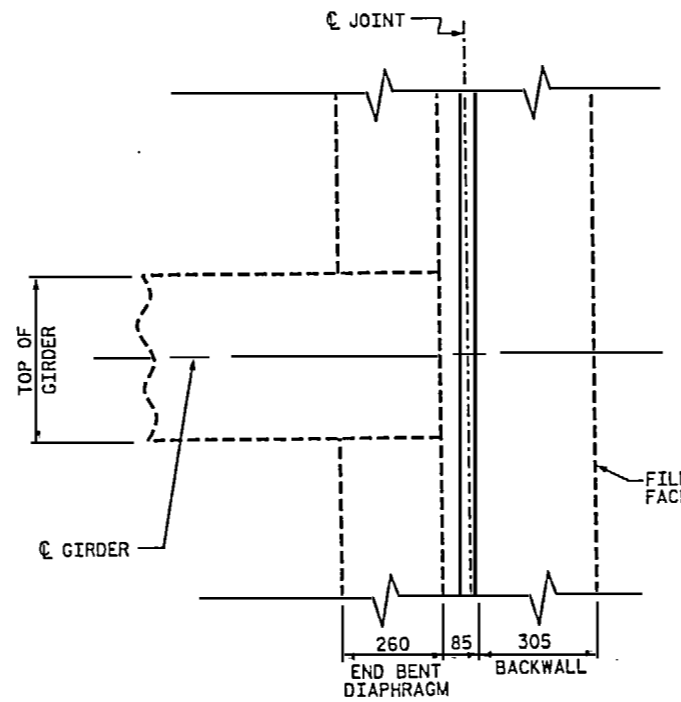 ℄ JOINT
TOP OF
GIRDER
℄ GIRDER
260
85
305
END BENT
DIAPHRAGM
BACKWALL